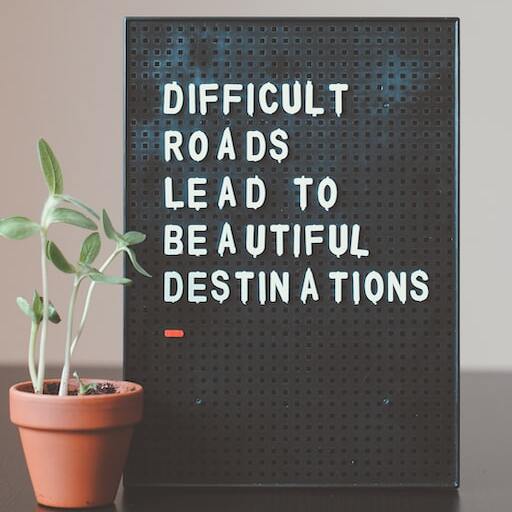 DIFFICULT
ROADS
LEAD TO
BEAUTIFUL
DESTINATIONS